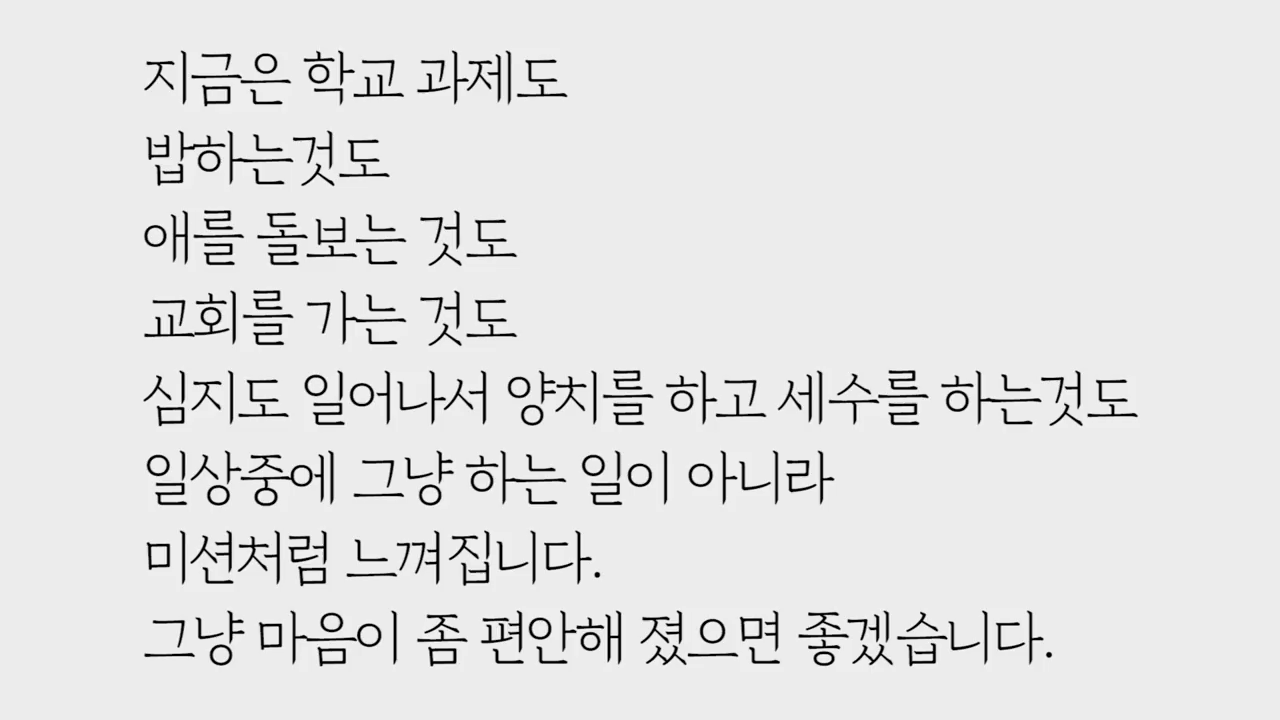 지금은 학교 과제도
밥하는것도
애를 돌보는 것도
교회를 가는 것도
심지도 일어나서 양치를 하고 세수를 하는것도
일상중에 그냥 하는 일이 아니라
미션처럼 느껴집니다.
그냥 마음이 좀 편안해 졌으면 좋겠습니다.